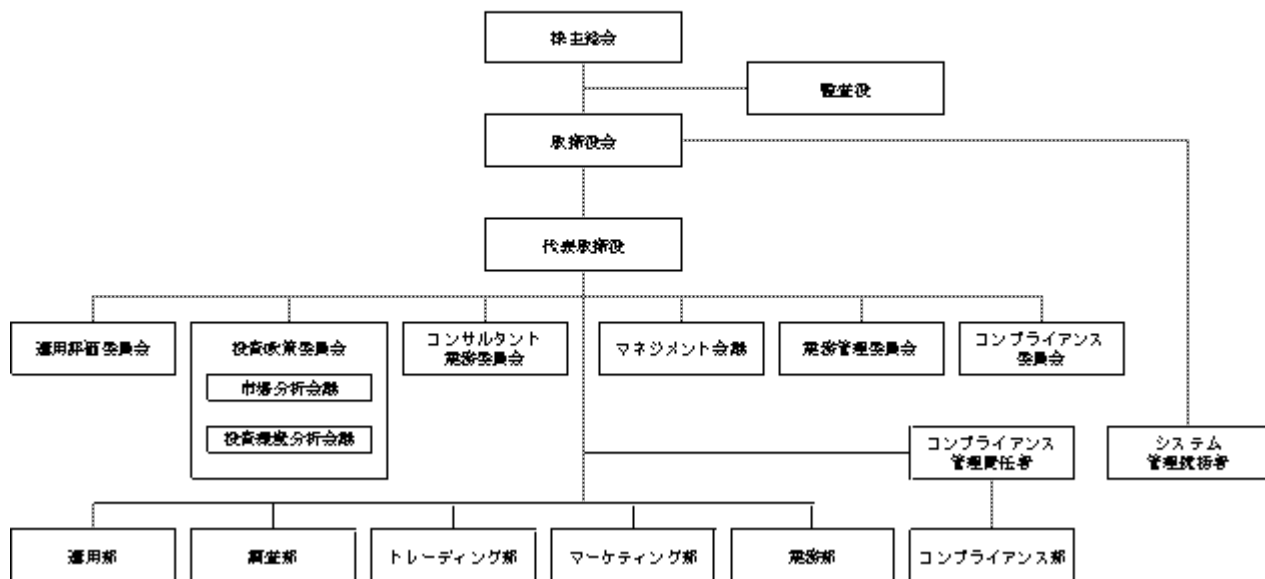 株主総会
監査役
取締役会
代表取締役
運用評価委員会
投資政策委員会
コンサルタント
業務委員会
マネジメント会議
業務管理委員会
コンプライアンス
委員会
市場分析会議
投資環境分析会議
コンプライアンス
管理責任者
システム
管理統括者
運用部
調査部
トレーディング部
マーケティング部
業務部
コンプライアンス部